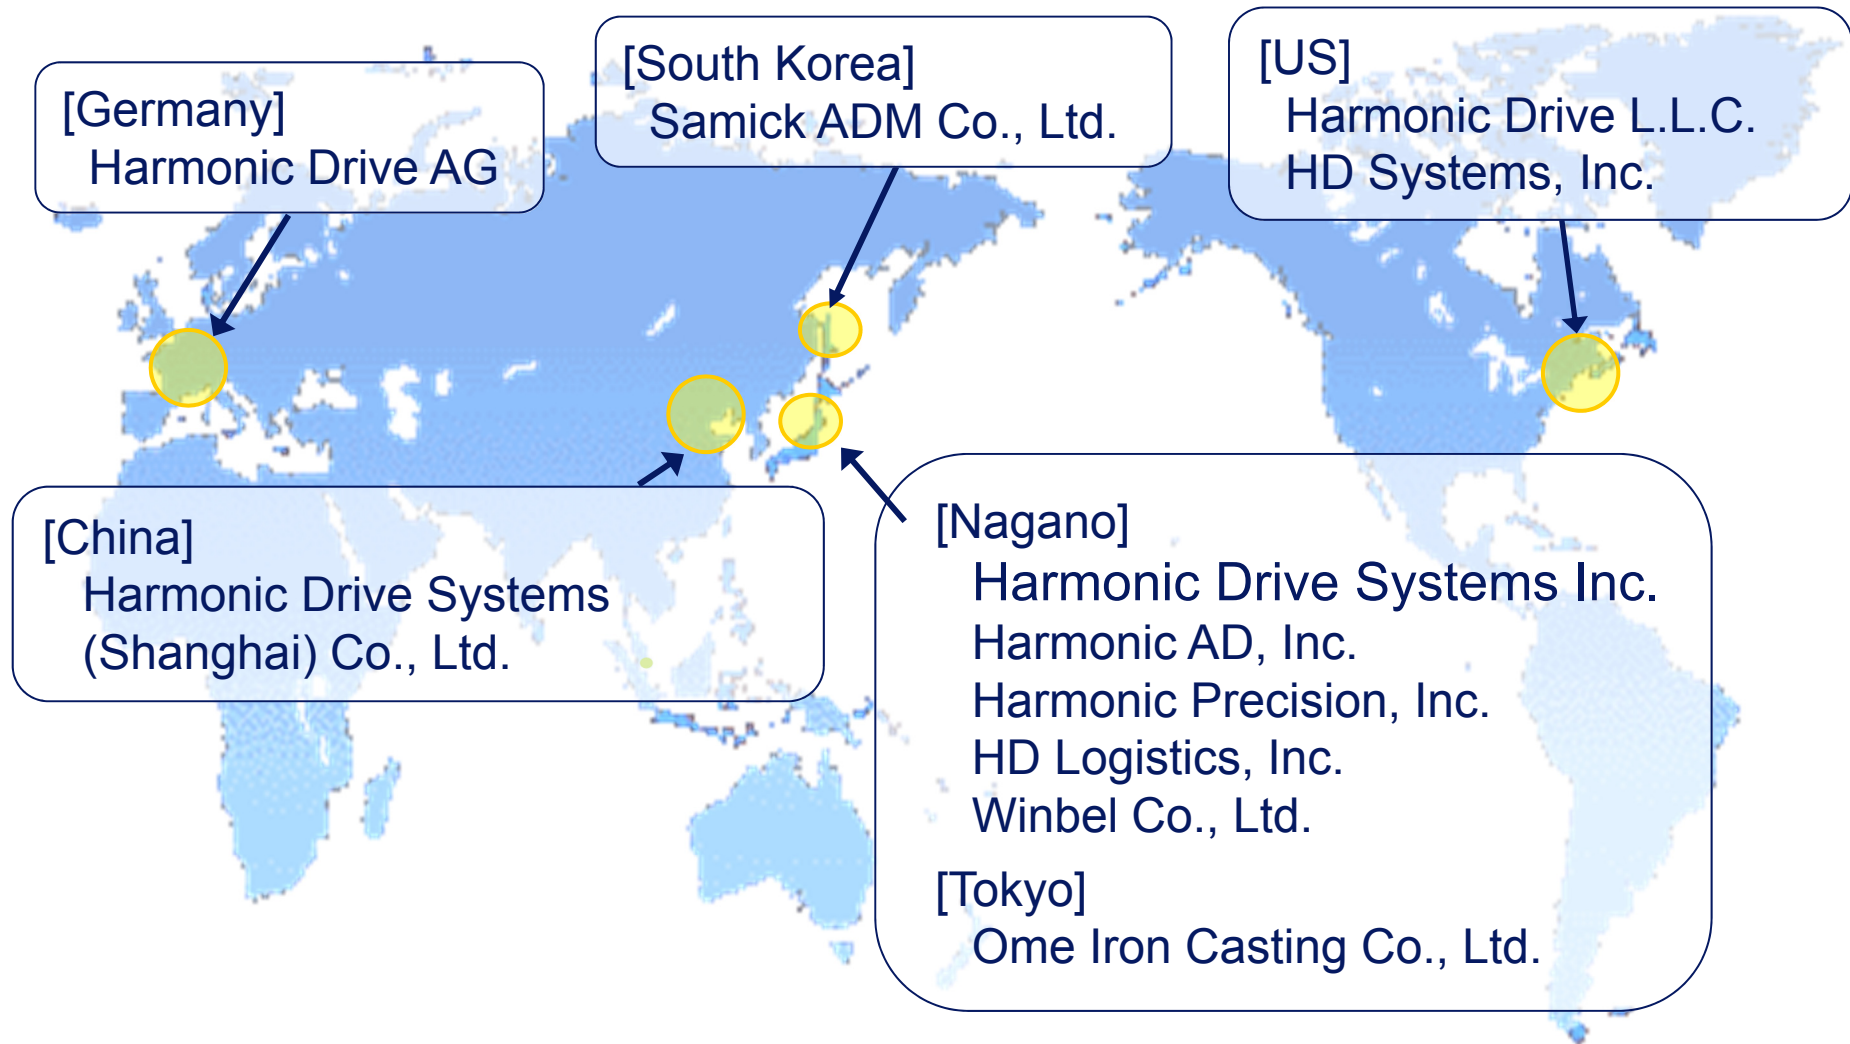 [Germany]
Harmonic Drive AG
[South Korea]
Samick ADM Co., Ltd.
[US]
Harmonic Drive L.L.C.
HD Systems, Inc.
[China]
Harmonic Drive Systems
(Shanghai) Co., Ltd.
[Nagano]
Harmonic Drive Systems Inc.
Harmonic AD, Inc.
Harmonic Precision, Inc.
HD Logistics, Inc.
Winbel Co., Ltd.
[Tokyo]
Ome Iron Casting Co., Ltd.